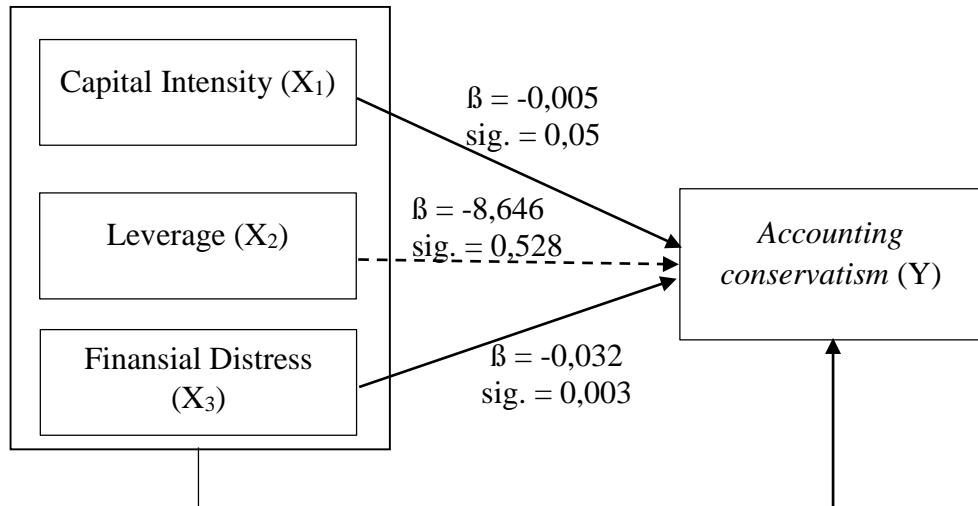 Capital Intensity (X₁)
ß = -0,005
sig. = 0,05
Leverage (X₂)
ß = -8,646
sig. = 0,528
Accounting
conservatism (Y)
Finansial Distress
(X₃)
ß = -0,032
sig. = 0,003